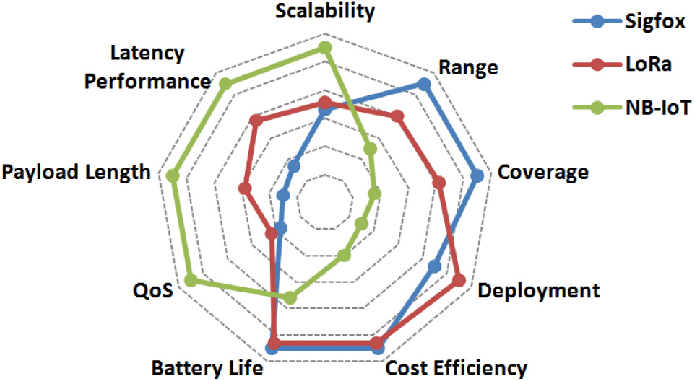 Scalability
Sigfox
LoRa
NB-IoT
Latency
Performance
Range
Payload Length
Coverage
QoS
Deployment
Battery Life
Cost Efficiency